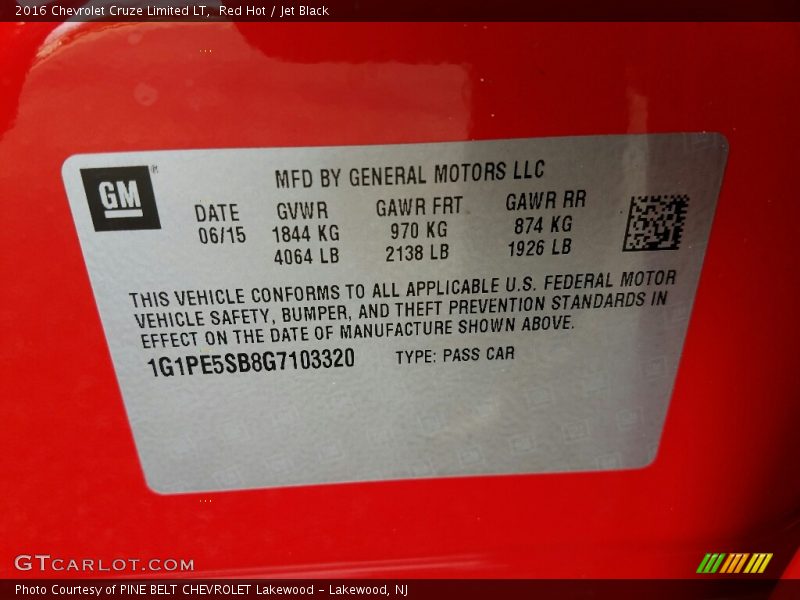 2016 Chevrolet Cruze Limited LT, Red Hot / Jet Black
GM
MFD BY GENERAL MOTORS LLC
DATE GVWR GAWR FRT GAWR RR
06/15 1844 KG 970 KG 874 KG
4064 LB 2138 LB 1926 LB
THIS VEHICLE CONFORMS TO ALL APPLICABLE U.S. FEDERAL MOTOR
VEHICLE SAFETY, BUMPER, AND THEFT PREVENTION STANDARDS IN
EFFECT ON THE DATE OF MANUFACTURE SHOWN ABOVE.
1G1PE5SB8G7103320 TYPE: PASS CAR
GTCARLOT.COM
Photo Courtesy of PINE BELT CHEVROLET Lakewood - Lakewood, NJ